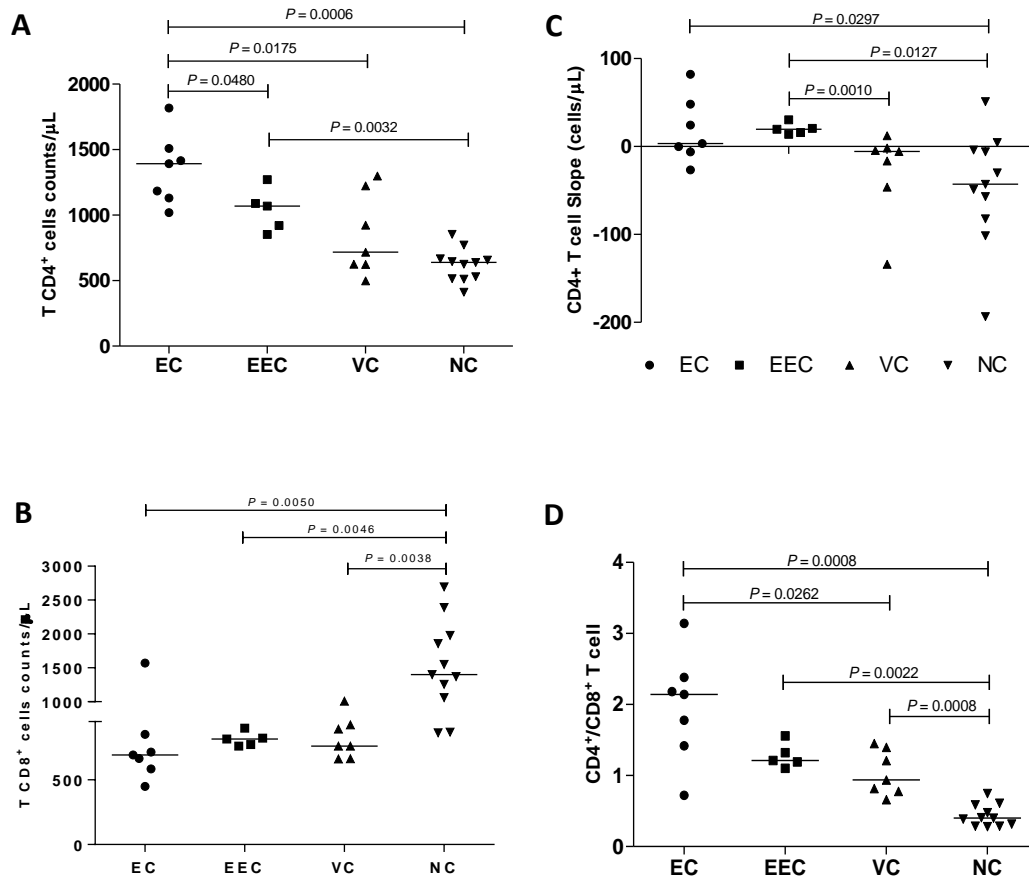 A
P = 0.0006
P = 0.0175
P = 0.0480
P = 0.0032
T CD4+ cells counts/μL
2000
1500
1000
500
0
EC EEC VC NC
C
P = 0.0297
P = 0.0127
P = 0.0010
CD4+ T cell Slope (cells/μL)
100
0
-100
-200
EC EEC VC NC
B
P = 0.0050
P = 0.0046
P = 0.0038
T CD8+ cells counts/μL
3000
2500
2000
1500
1000
500
0
EC EEC VC NC
D
P = 0.0008
P = 0.0262
P = 0.0022
P = 0.0008
CD4+/CD8+ T cell
4
3
2
1
0
EC EEC VC NC